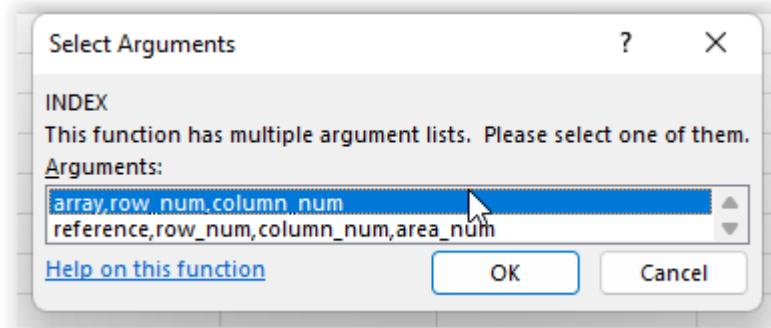 Select Arguments ? ×
INDEX
This function has multiple argument lists. Please select one of them.
Arguments:
array,row_num,column_num
reference,row_num,column_num,area_num
Help on this function OK Cancel